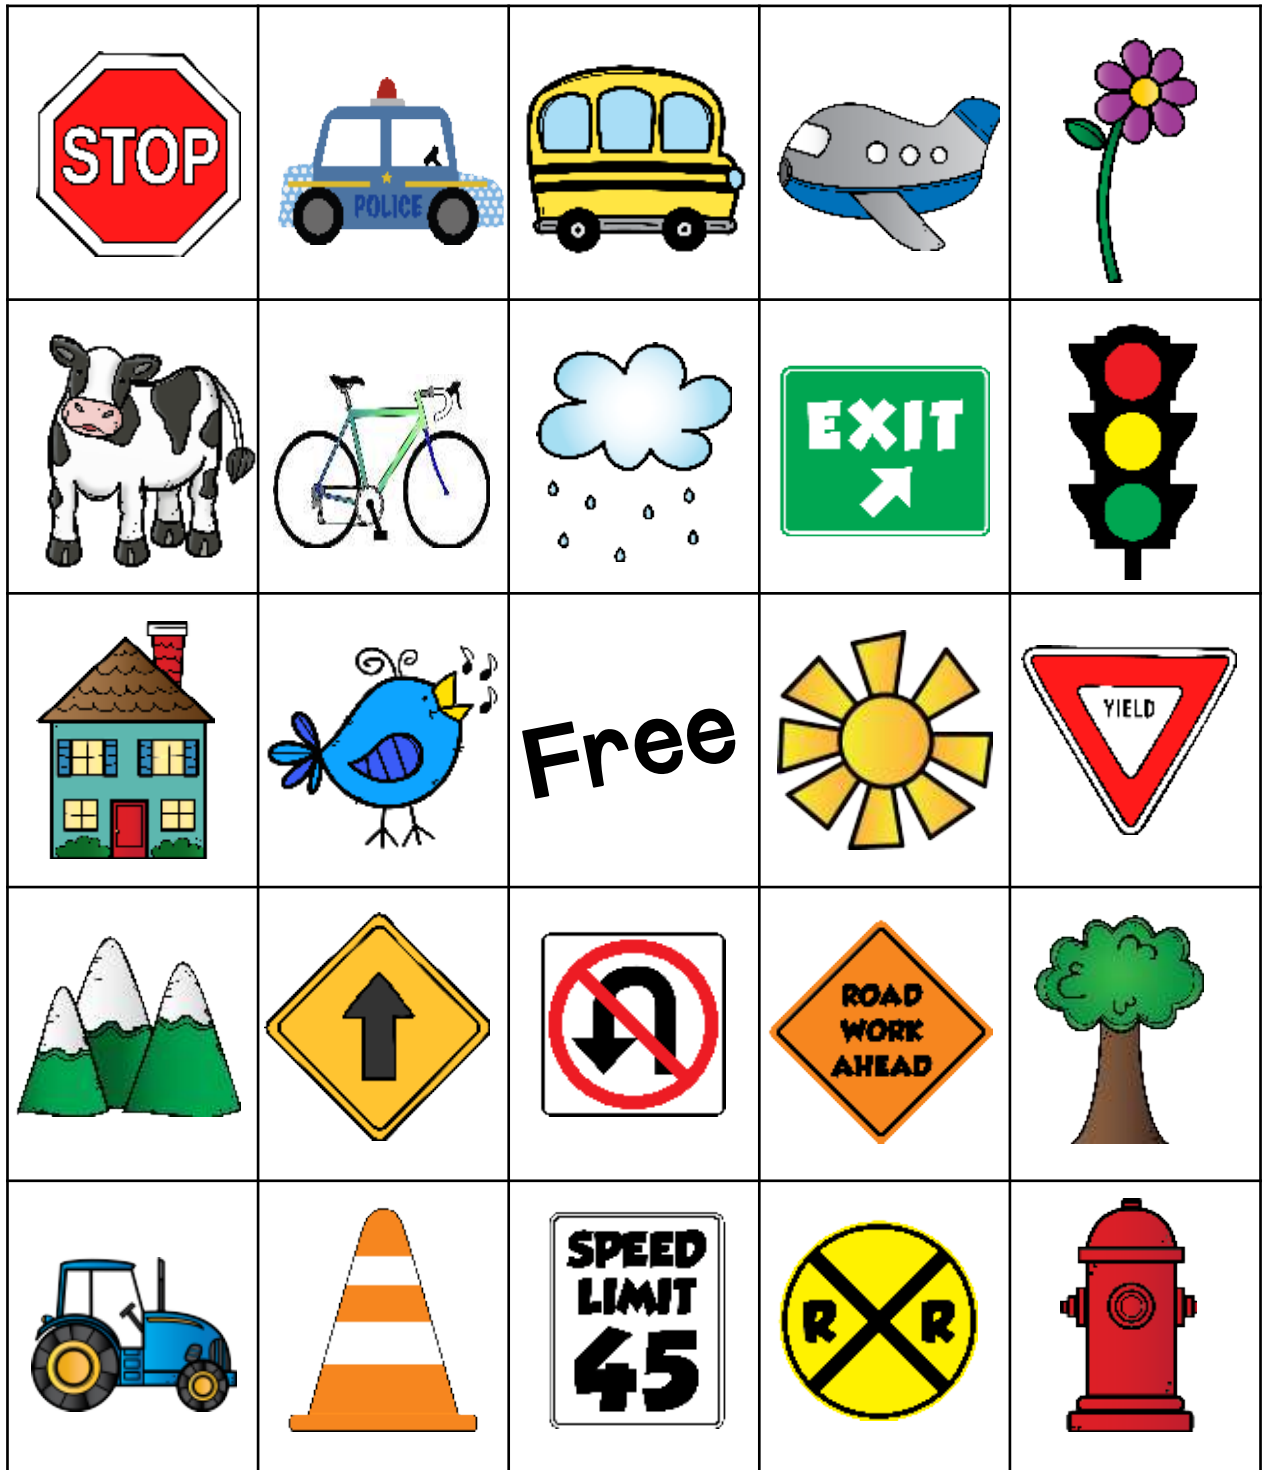 STOP
POLICE
EXIT
Free
YIELD
ROAD
WORK
AHEAD
SPEED
LIMIT
45
R R